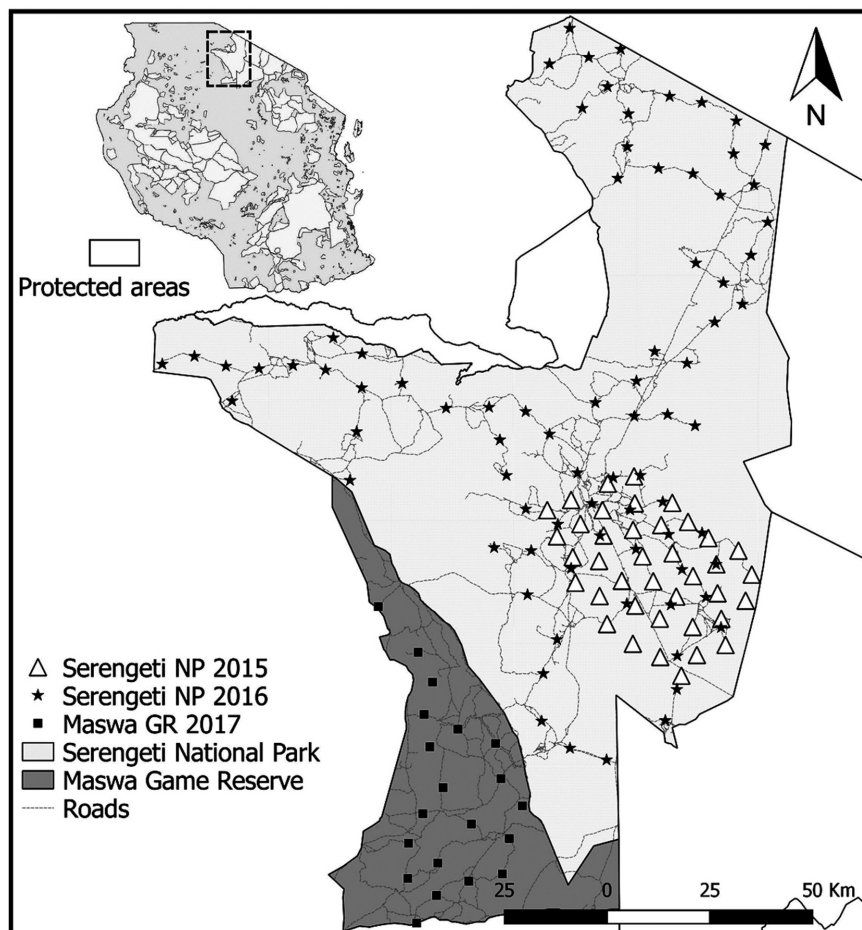 N
Protected areas
Serengeti NP 2015
Serengeti NP 2016
Maswa GR 2017
Serengeti National Park
Maswa Game Reserve
Roads
25 0 25 50 Km